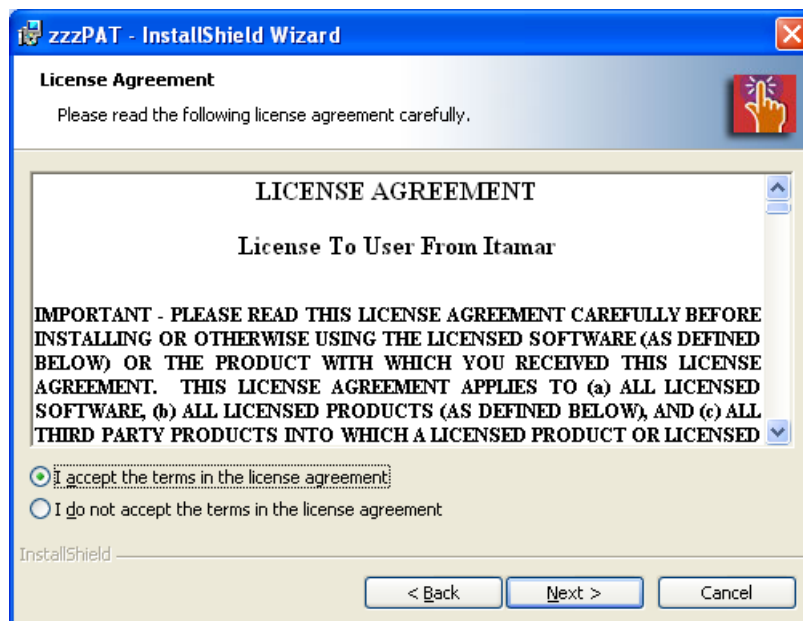 zzzPAT - InstallShield Wizard
License Agreement
Please read the following license agreement carefully.
LICENSE AGREEMENT
License To User From Itamar
IMPORTANT - PLEASE READ THIS LICENSE AGREEMENT CAREFULLY BEFORE
INSTALLING OR OTHERWISE USING THE LICENSED SOFTWARE (AS DEFINED
BELOW) OR THE PRODUCT WITH WHICH YOU RECEIVED THIS LICENSE
AGREEMENT. THIS LICENSE AGREEMENT APPLIES TO (a) ALL LICENSED
SOFTWARE, (b) ALL LICENSED PRODUCTS (AS DEFINED BELOW), AND (c) ALL
THIRD PARTY PRODUCTS INTO WHICH A LICENSED PRODUCT OR LICENSED
I accept the terms in the license agreement
I do not accept the terms in the license agreement
InstallShield
< Back Next > Cancel